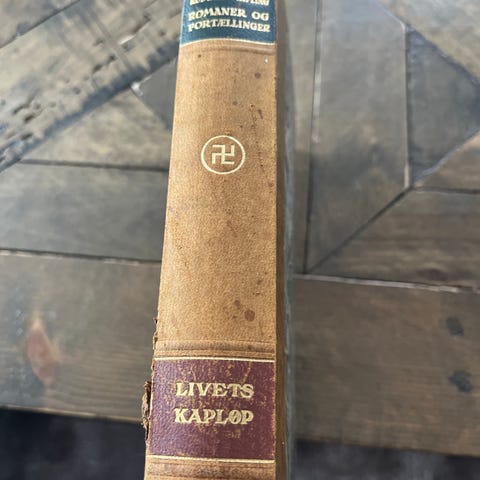 ROMANER OG
FORTÆLLINGER
LIVETS
KAPLØP